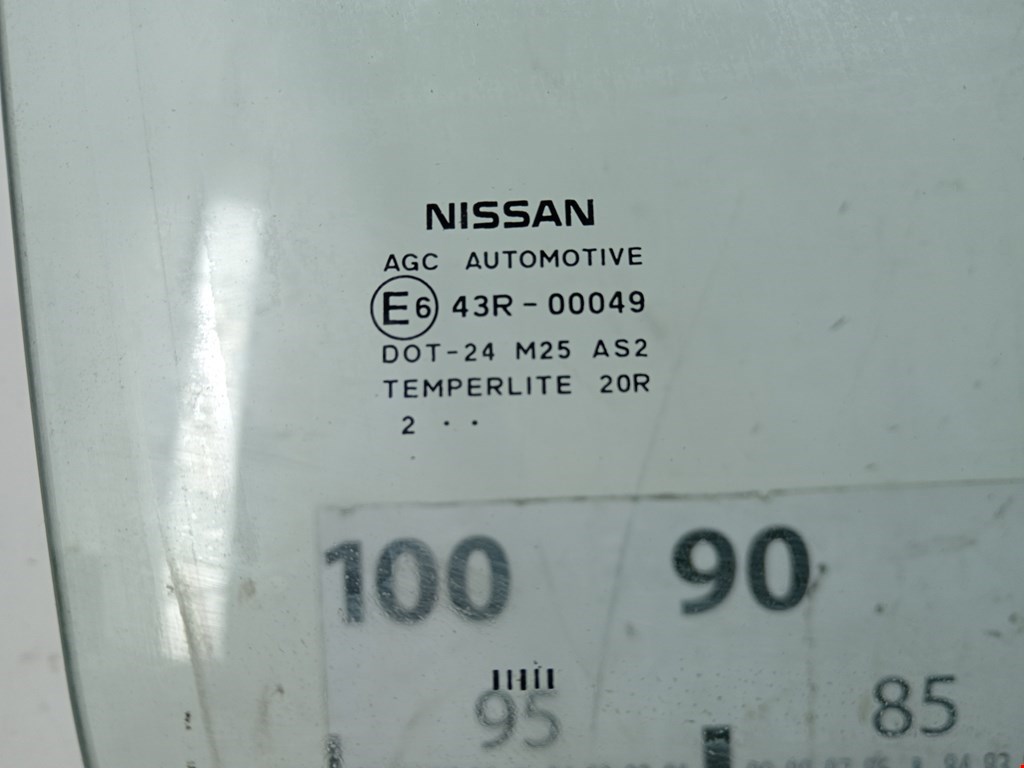 NISSAN
AGC AUTOMOTIVE
E6 43R-00049
DOT-24 M25 AS2
TEMPERLITE 20R
2 · ·
100 90
95 85